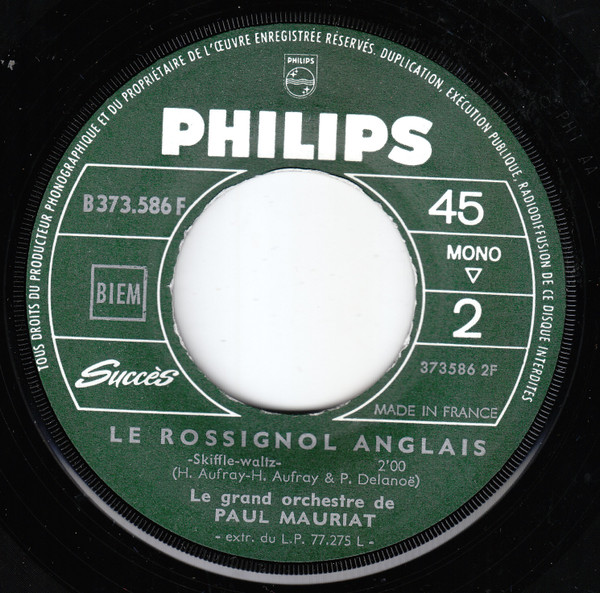 TOUS DROITS DU PRODUCTEUR PHONOGRAPHIQUE ET DU PROPRIÉTAIRE DE L'ŒUVRE ENREGISTRÉE RÉSERVÉS. DUPLICATION, EXÉCUTION PUBLIQUE, RADIODIFFUSION DE CE DISQUE INTERDITES
PHILIPS
PHILIPS
B 373.586 F
45
MONO
BIEM
2
Succès
373586 2F
MADE IN FRANCE
LE ROSSIGNOL ANGLAIS
-Skiffle-waltz- 2'00
(H. Aufray-H. Aufray & P. Delanoë)
Le grand orchestre de
PAUL MAURIAT
- extr. du L.P. 77.275 L -